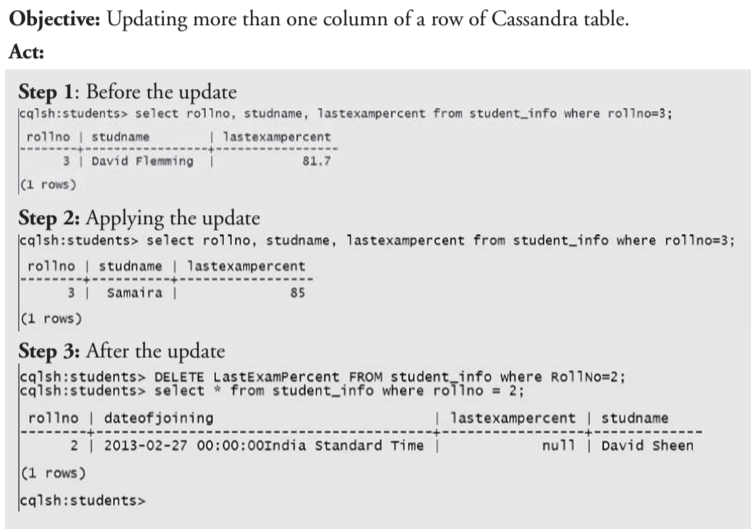 Objective: Updating more than one column of a row of Cassandra table.
Act:
Step 1: Before the update
cqlsh:students> select rollno, studname, lastexampercent from student_info where rollno=3;
rollno | studname | lastexampercent
3 | David Flemming | 81.7
(1 rows)
Step 2: Applying the update
cqlsh:students> select rollno, studname, lastexampercent from student_info where rollno=3;
rollno | studname | lastexampercent
3 | Samaira | 85
(1 rows)
Step 3: After the update
cqlsh:students> DELETE LastExamPercent FROM student_info where RollNo=2;
cqlsh:students> select * from student_info where rollno = 2;
rollno | dateofjoining | lastexampercent | studname
2 | 2013-02-27 00:00:00India Standard Time | null | David Sheen
(1 rows)
cqlsh:students>